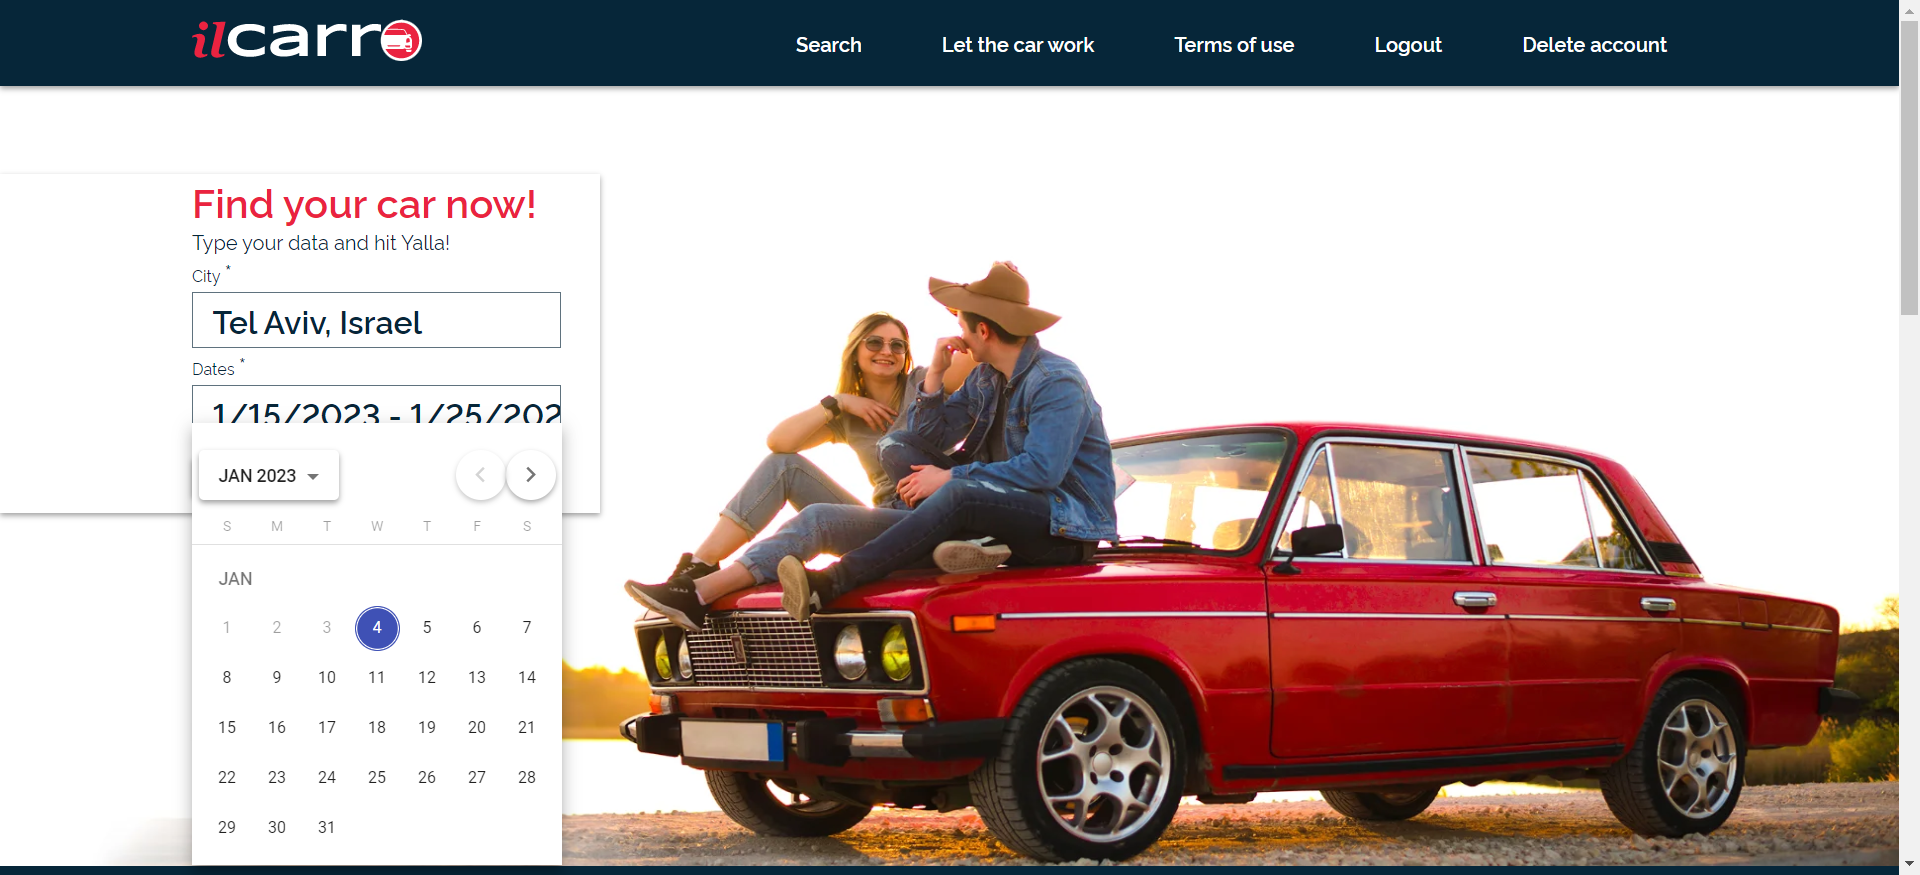 ilcarro
Search
Let the car work
Terms of use
Logout
Delete account
Find your car now!
Type your data and hit Yalla!
City *
Tel Aviv, Israel
Dates *
1/15/2023 - 1/25/202
JAN 2023
S M T W T F S
JAN
1 2 3 4 5 6 7
8 9 10 11 12 13 14
15 16 17 18 19 20 21
22 23 24 25 26 27 28
29 30 31